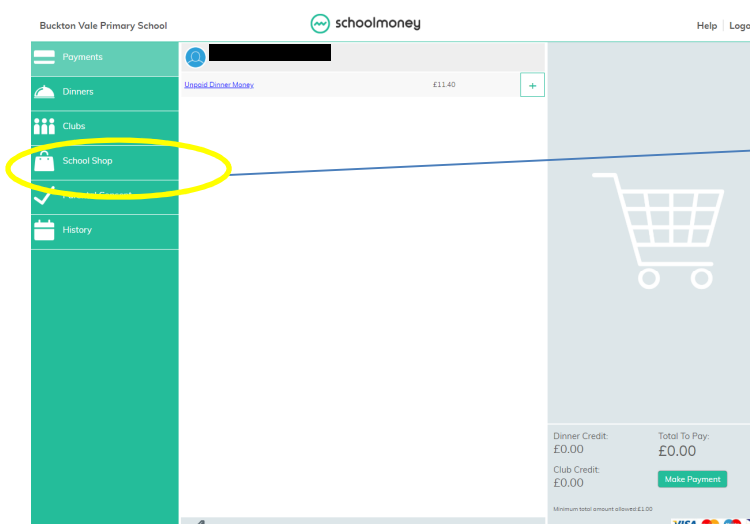 Buckton Vale Primary School
schoolmoney
Help
Payments
Unpaid Dinner Money £11.40 +
Dinners
Clubs
School Shop
History
Dinner Credit: Total To Pay:
£0.00 £0.00
Club Credit:
£0.00 Make Payment
Minimum total amount allowed £1.00
VISA